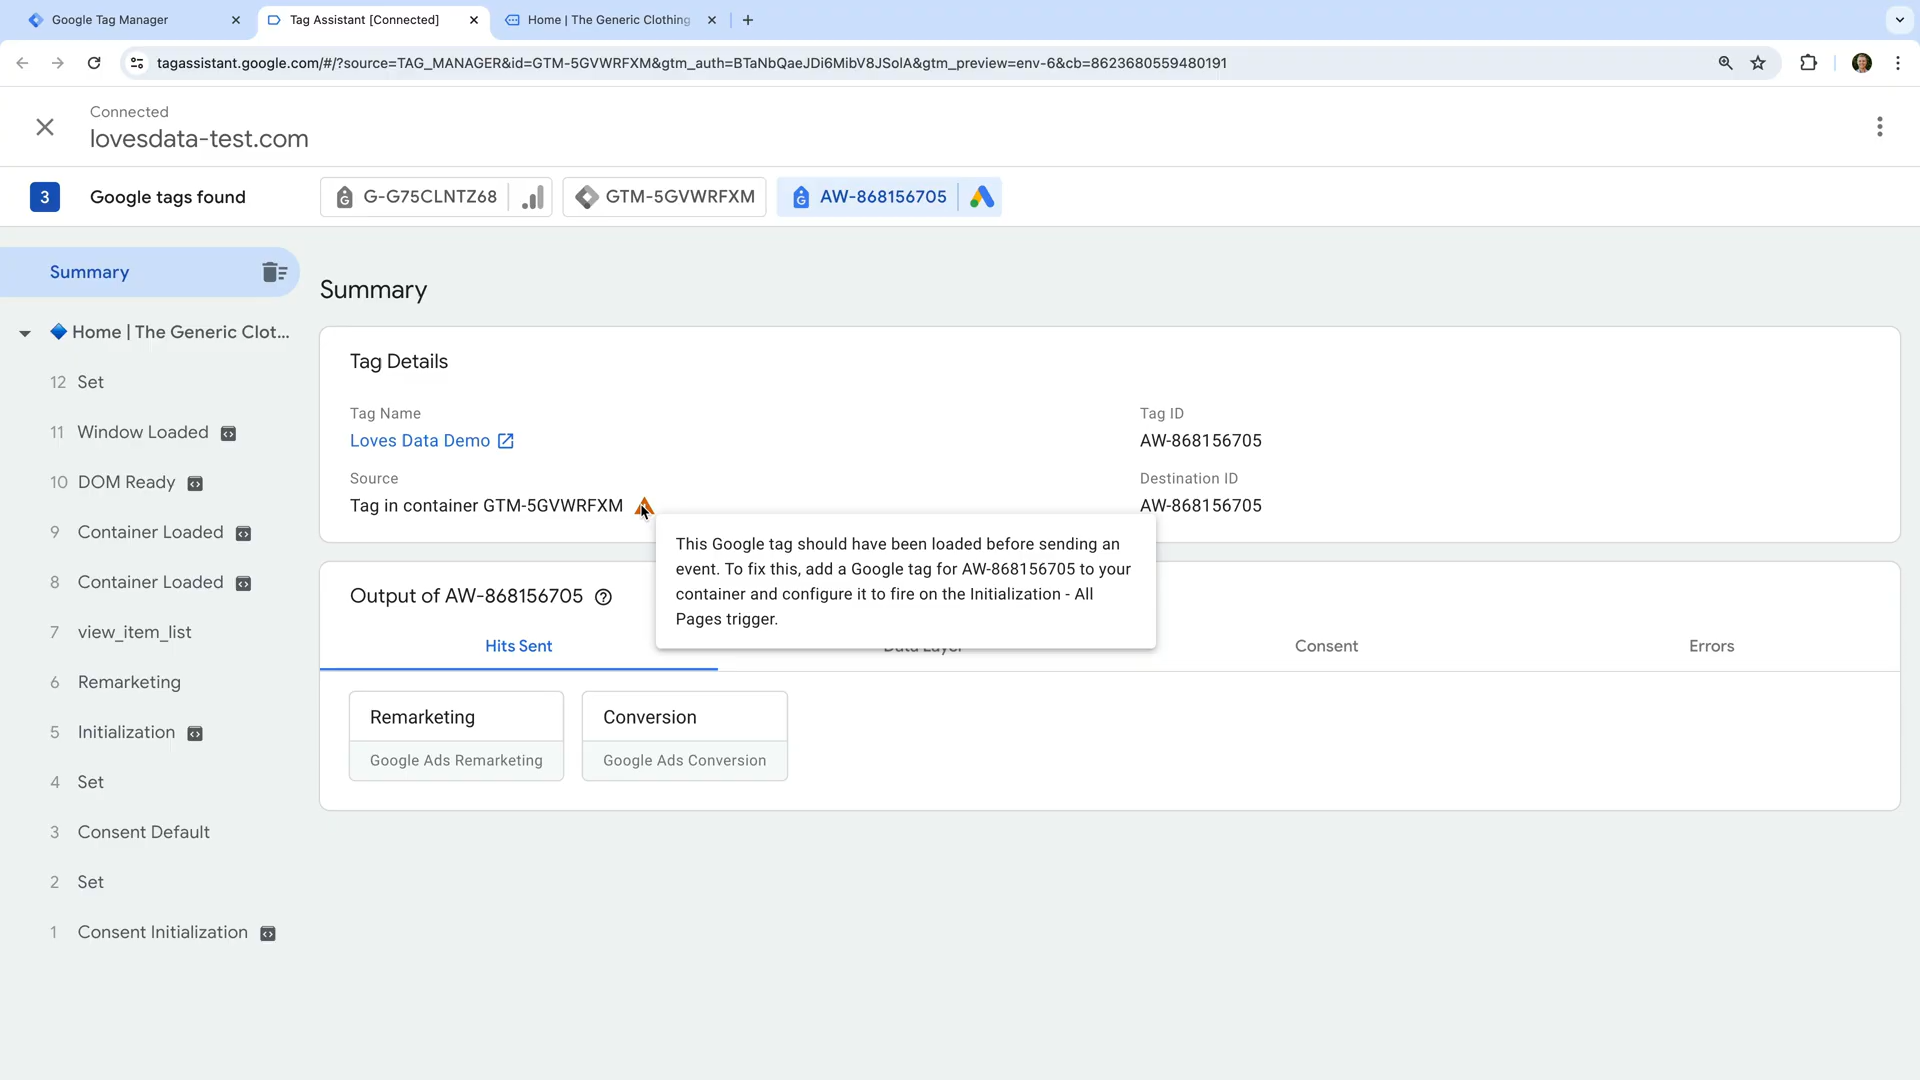 Google Tag Manager
Tag Assistant [Connected]
Home | The Generic Clothing
tagassistant.google.com/#/?source=TAG_MANAGER&id=GTM-5GVWRFXM&gtm_auth=BTaNbQaeJDi6MibV8JSolA&gtm_preview=env-6&cb=8623680559480191
Connected
lovesdata-test.com
3
Google tags found
G-G75CLNTZ68
GTM-5GVWRFXM
AW-868156705
Summary
Home | The Generic Clot...
12 Set
11 Window Loaded
10 DOM Ready
9 Container Loaded
8 Container Loaded
7 view_item_list
6 Remarketing
5 Initialization
4 Set
3 Consent Default
2 Set
1 Consent Initialization
Summary
Tag Details
Tag Name
Loves Data Demo
Tag ID
AW-868156705
Source
Tag in container GTM-5GVWRFXM
Destination ID
AW-868156705
This Google tag should have been loaded before sending an
event. To fix this, add a Google tag for AW-868156705 to your
container and configure it to fire on the Initialization - All
Pages trigger.
Output of AW-868156705
Hits Sent
Data Layer
Consent
Errors
Remarketing
Google Ads Remarketing
Conversion
Google Ads Conversion